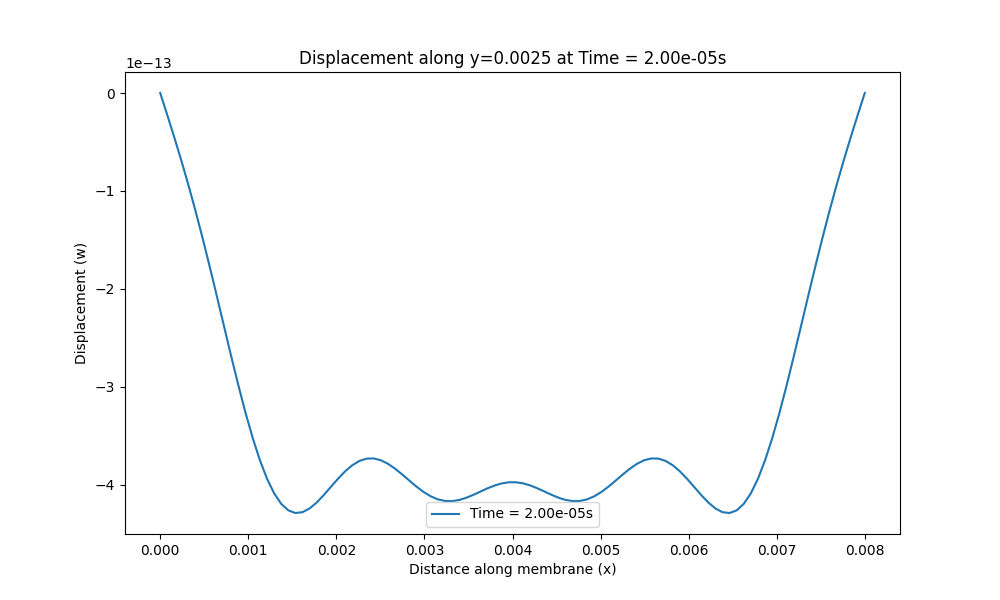 Displacement along y=0.0025 at Time = 2.00e-05s
1e−13
0
−1
−2
−3
−4
Displacement (w)
Time = 2.00e-05s
0.000 0.001 0.002 0.003 0.004 0.005 0.006 0.007 0.008
Distance along membrane (x)